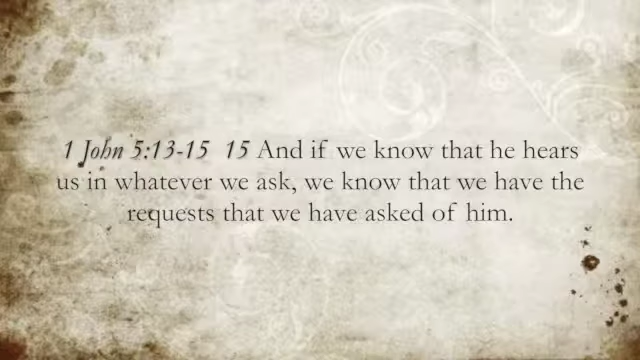 1 John 5:13-15 15 And if we know that he hears
us in whatever we ask, we know that we have the
requests that we have asked of him.